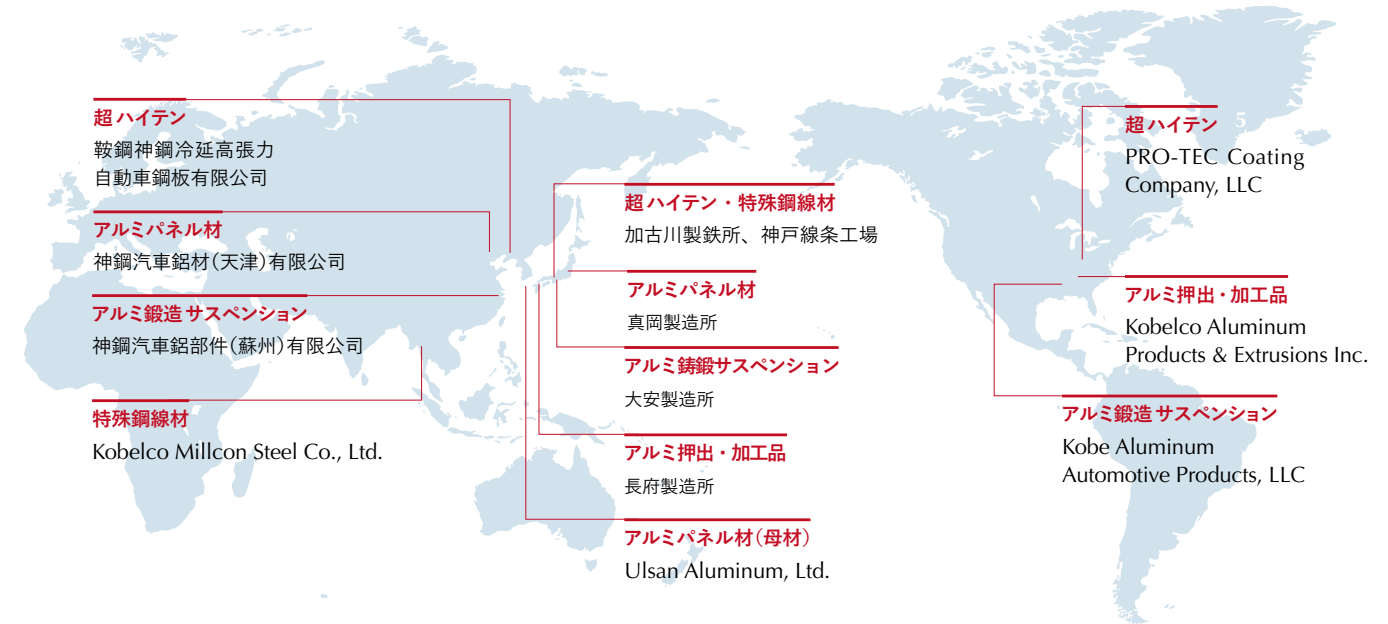 超ハイテン
鞍鋼神鋼冷延高張力
自動車鋼板有限公司
アルミパネル材
神鋼汽車鋁材(天津)有限公司
アルミ鍛造サスペンション
神鋼汽車鋁部件(蘇州)有限公司
特殊鋼線材
Kobelco Millcon Steel Co., Ltd.
超ハイテン・特殊鋼線材
加古川製鉄所、神戸線条工場
アルミパネル材
真岡製造所
アルミ鋳鍛サスペンション
大安製造所
アルミ押出・加工品
長府製造所
アルミパネル材(母材)
Ulsan Aluminum, Ltd.
超ハイテン
5
PRO-TEC Coating
Company, LLC
アルミ押出・加工品
Kobelco Aluminum
Products & Extrusions Inc.
アルミ鍛造サスペンション
Kobe Aluminum
Automotive Products, LLC